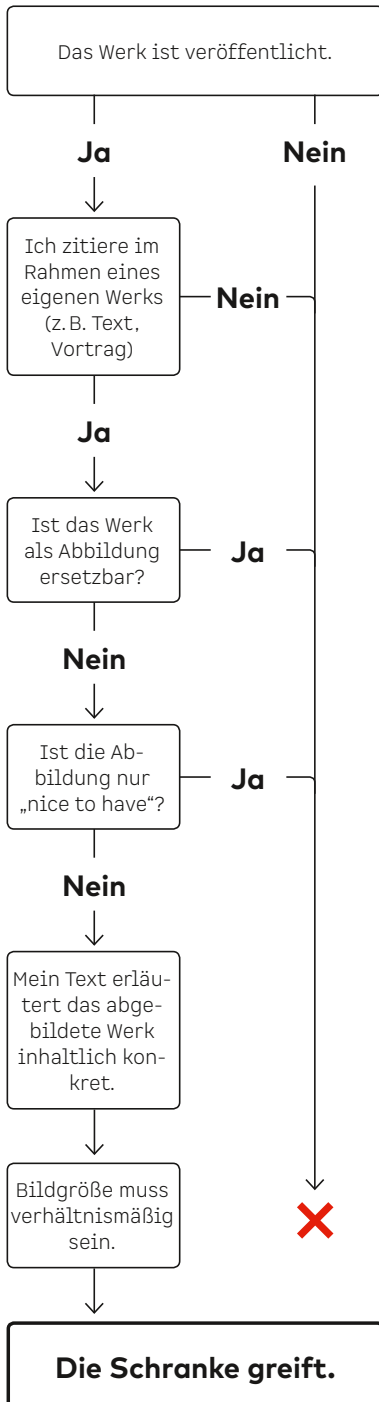 Das Werk ist veröffentlicht.
Ja
Nein
Ich zitiere im
Rahmen eines
eigenen Werks
(z. B. Text,
Vortrag)
Nein
Ja
Ist das Werk
als Abbildung
ersetzbar?
Ja
Nein
Ist die Ab-
bildung nur
„nice to have“?
Ja
Nein
Mein Text erläu-
tert das abge-
bildete Werk
inhaltlich kon-
kret.
Bildgröße muss
verhältnismäßig
sein.
Die Schranke greift.